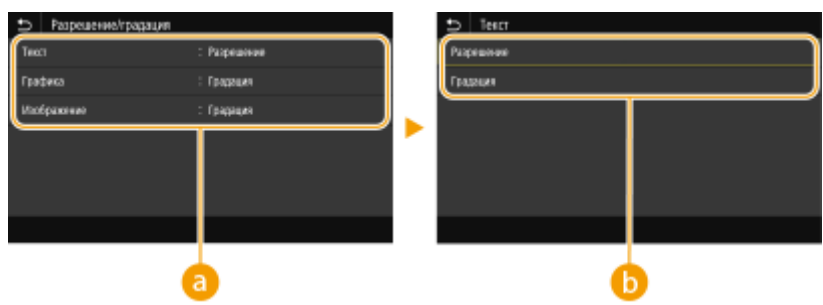 Разрешение/градация
Текст : Разрешение
Графика : Градация
Изображение : Градация
a
Текст
Разрешение
Градация
b